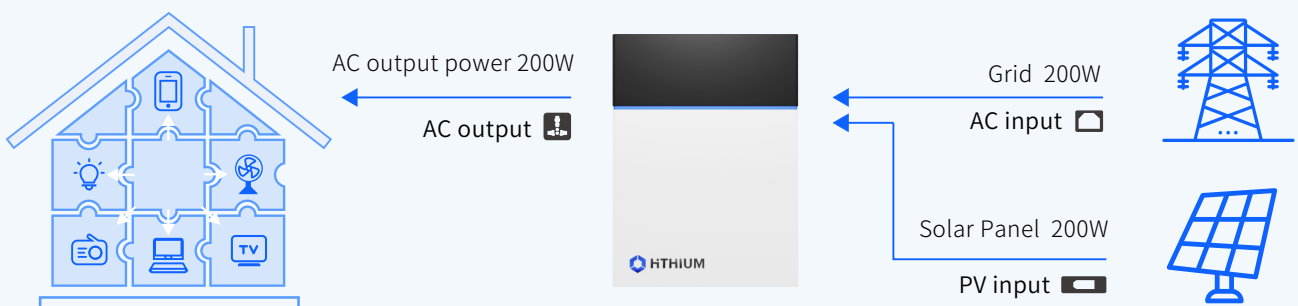 AC output power 200W
AC output
HTHIUM
Grid 200W
AC input
Solar Panel 200W
PV input
TV